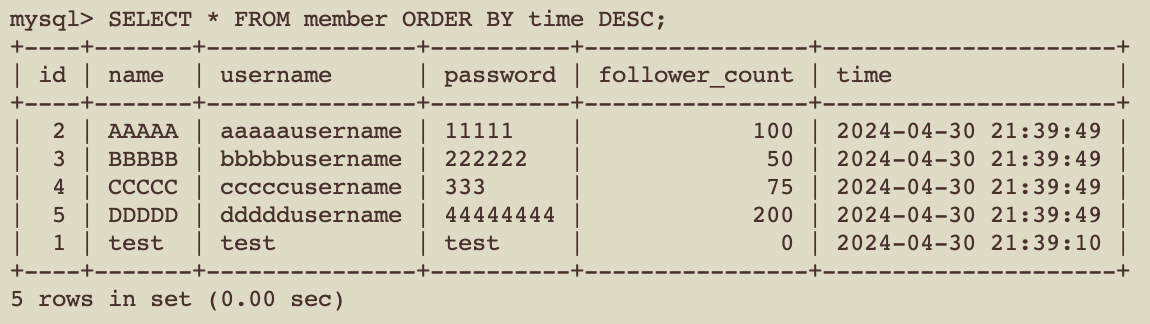 mysql> SELECT * FROM member ORDER BY time DESC;
+----+-------+---------------+----------+----------------+---------------------+
| id | name  | username      | password | follower_count | time                |
+----+-------+---------------+----------+----------------+---------------------+
|  2 | AAAAA | aaaaausername | 11111    |            100 | 2024-04-30 21:39:49 |
|  3 | BBBBB | bbbbbusername | 222222   |             50 | 2024-04-30 21:39:49 |
|  4 | CCCCC | cccccusername | 333      |             75 | 2024-04-30 21:39:49 |
|  5 | DDDDD | dddddusername | 44444444 |            200 | 2024-04-30 21:39:49 |
|  1 | test  | test          | test     |              0 | 2024-04-30 21:39:10 |
+----+-------+---------------+----------+----------------+---------------------+
5 rows in set (0.00 sec)